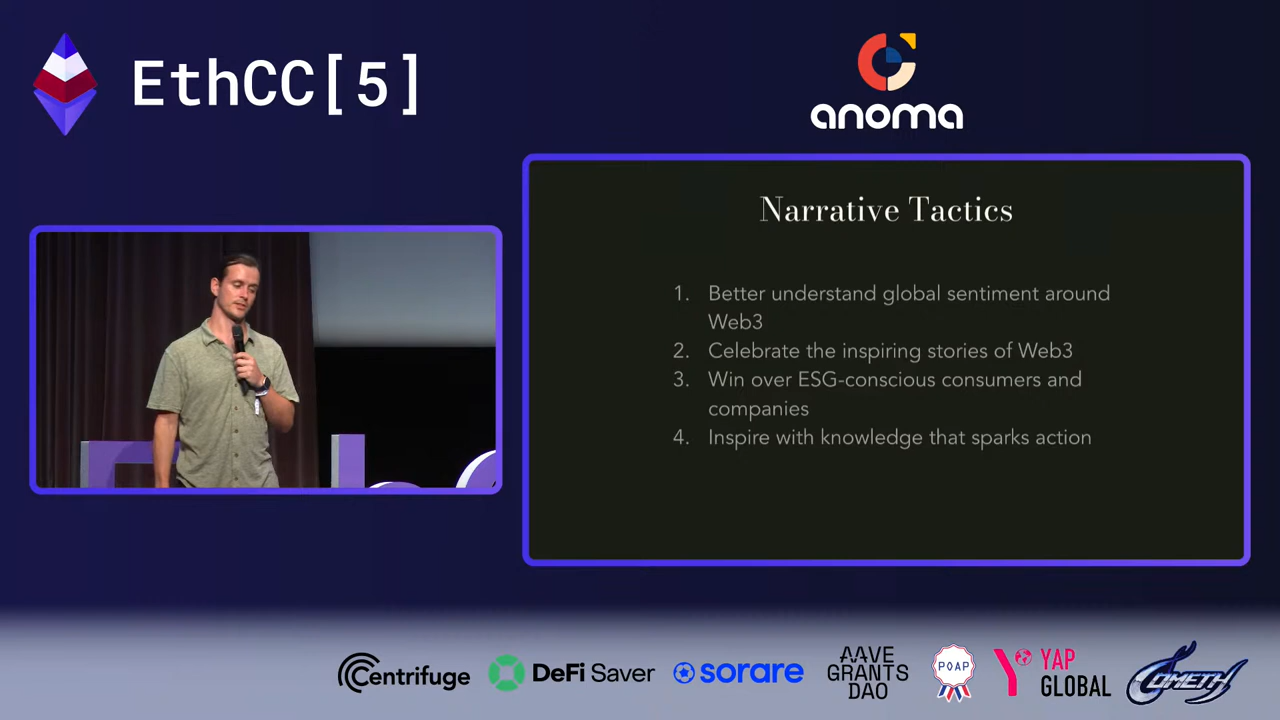 EthCC[5]
anoma
Narrative Tactics
1. Better understand global sentiment around
Web3
2. Celebrate the inspiring stories of Web3
3. Win over ESG-conscious consumers and
companies
4. Inspire with knowledge that sparks action
Centrifuge
DeFi Saver
sorare
AAVE
GRANTS
DAO
POAP
YAP
GLOBAL
COMETH